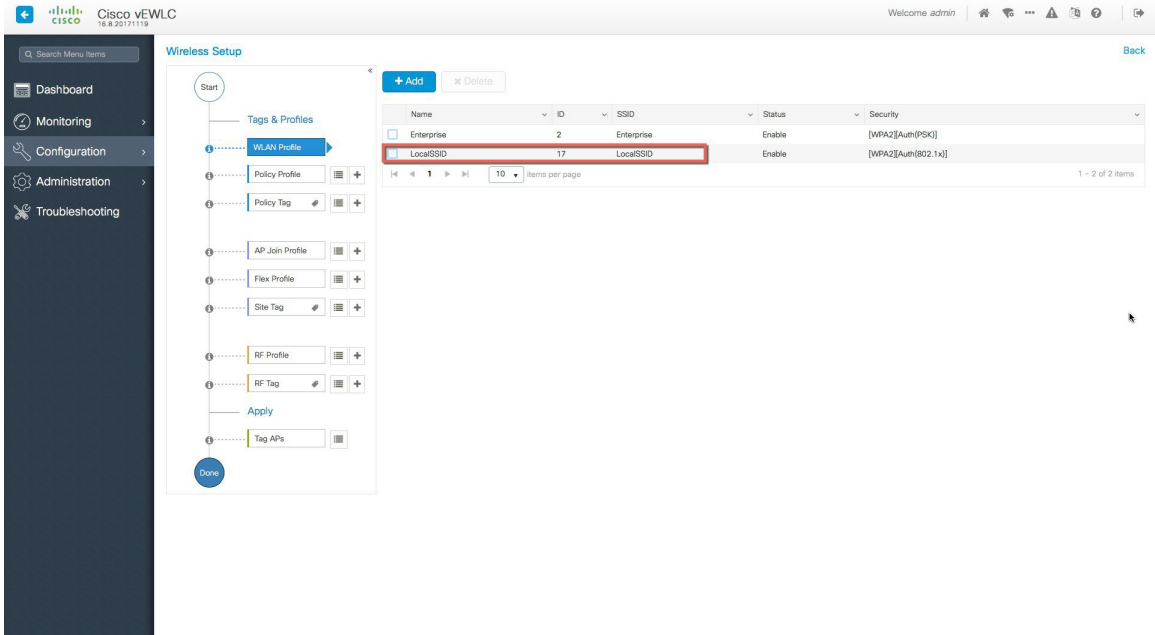 cisco
Cisco vEWLC
16.8.20171119
Welcome admin
Search Menu Items
Dashboard
Monitoring
Configuration
Administration
Troubleshooting
Wireless Setup
Back
Start
Tags & Profiles
WLAN Profile
Policy Profile
Policy Tag
AP Join Profile
Flex Profile
Site Tag
RF Profile
RF Tag
Apply
Tag APs
Done
+ Add
× Delete
Name ID SSID Status Security
Enterprise 2 Enterprise Enable [WPA2][Auth(PSK)]
LocalSSID 17 LocalSSID Enable [WPA2][Auth(802.1x)]
1 10 items per page 1 - 2 of 2 items